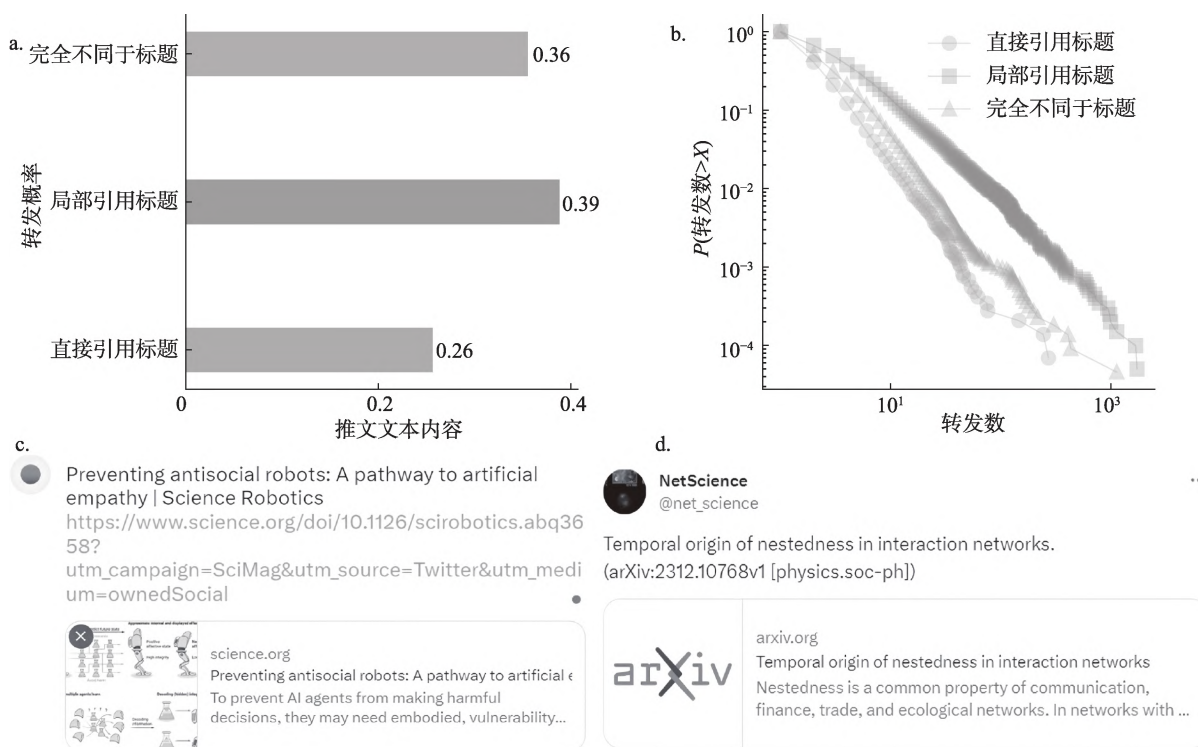 a.
完全不同于标题
0.36
局部引用标题
0.39
直接引用标题
0.26
转发概率
0
0.2
0.4
推文文本内容
b.
直接引用标题
局部引用标题
完全不同于标题
10⁰
10⁻¹
10⁻²
10⁻³
10⁻⁴
P(转发数>X)
10¹
10³
转发数
c.
Preventing antisocial robots: A pathway to artificial
empathy | Science Robotics
https://www.science.org/doi/10.1126/scirobotics.abq36
58?
utm_campaign=SciMag&utm_source=Twitter&utm_medi
um=ownedSocial
science.org
Preventing antisocial robots: A pathway to artificial e
To prevent AI agents from making harmful
decisions, they may need embodied, vulnerability...
d.
NetScience
@net_science
Temporal origin of nestedness in interaction networks.
(arXiv:2312.10768v1 [physics.soc-ph])
arXiv
arxiv.org
Temporal origin of nestedness in interaction networks
Nestedness is a common property of communication,
finance, trade, and ecological networks. In networks with ...